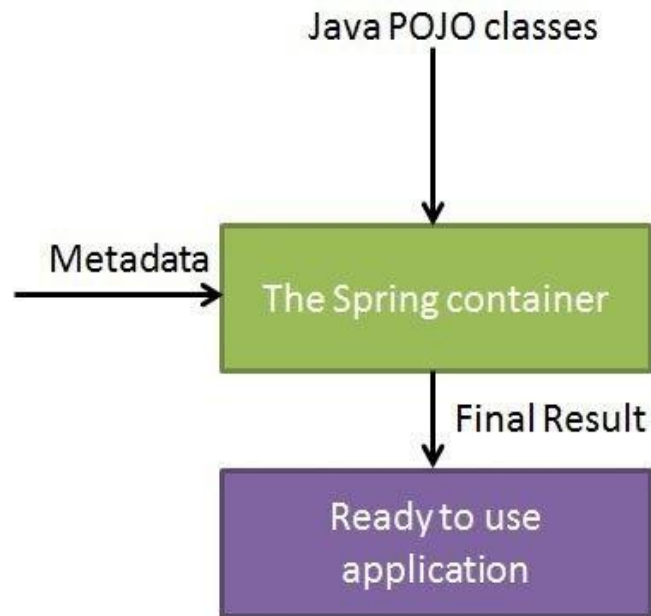 Java POJO classes
Metadata
The Spring container
Final Result
Ready to use
application